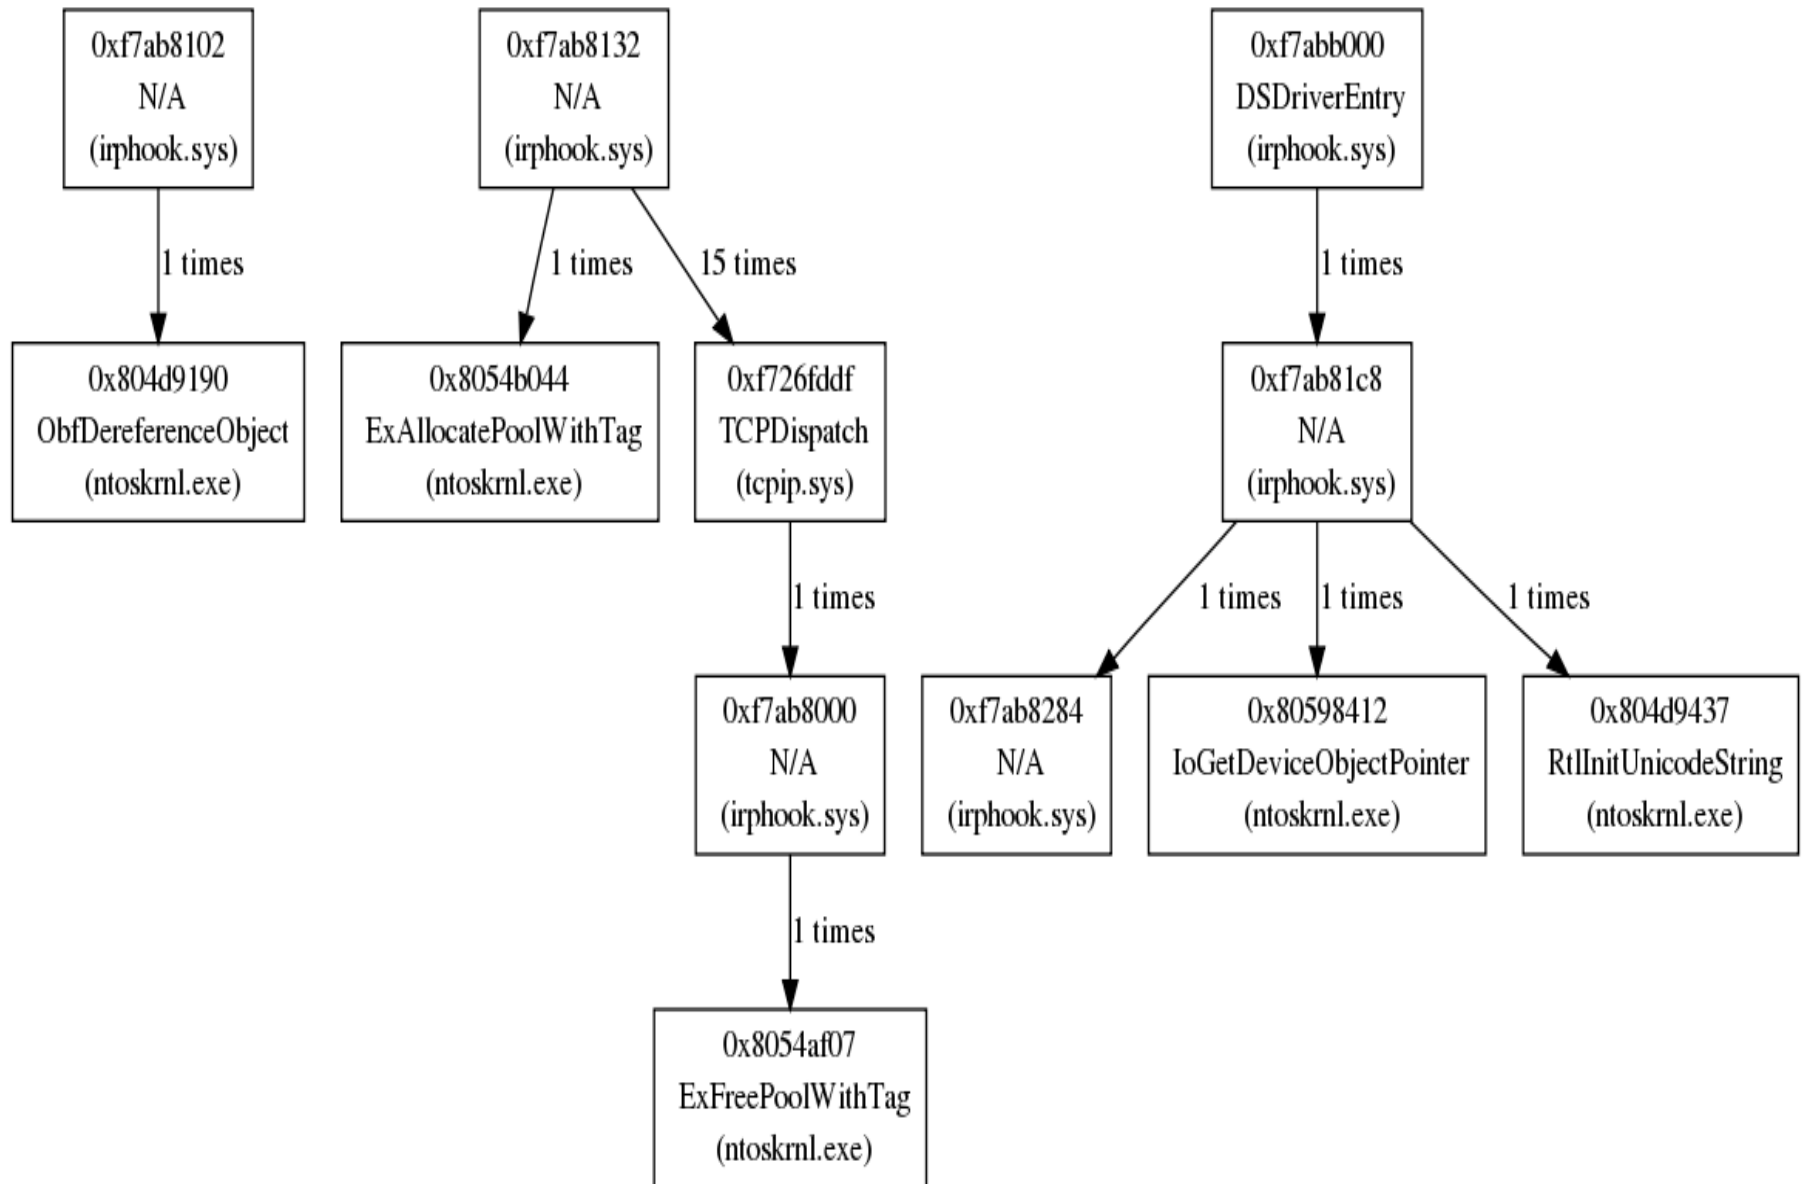 0xf7ab8102
N/A
(irphook.sys)
0xf7ab8132
N/A
(irphook.sys)
0xf7abb000
DSDriverEntry
(irphook.sys)
1 times
1 times
15 times
1 times
0x804d9190
ObfDereferenceObject
(ntoskrnl.exe)
0x8054b044
ExAllocatePoolWithTag
(ntoskrnl.exe)
0xf726fddf
TCPDispatch
(tcpip.sys)
0xf7ab81c8
N/A
(irphook.sys)
1 times
1 times
1 times
1 times
0xf7ab8000
N/A
(irphook.sys)
0xf7ab8284
N/A
(irphook.sys)
0x80598412
IoGetDeviceObjectPointer
(ntoskrnl.exe)
0x804d9437
RtlInitUnicodeString
(ntoskrnl.exe)
1 times
0x8054af07
ExFreePoolWithTag
(ntoskrnl.exe)